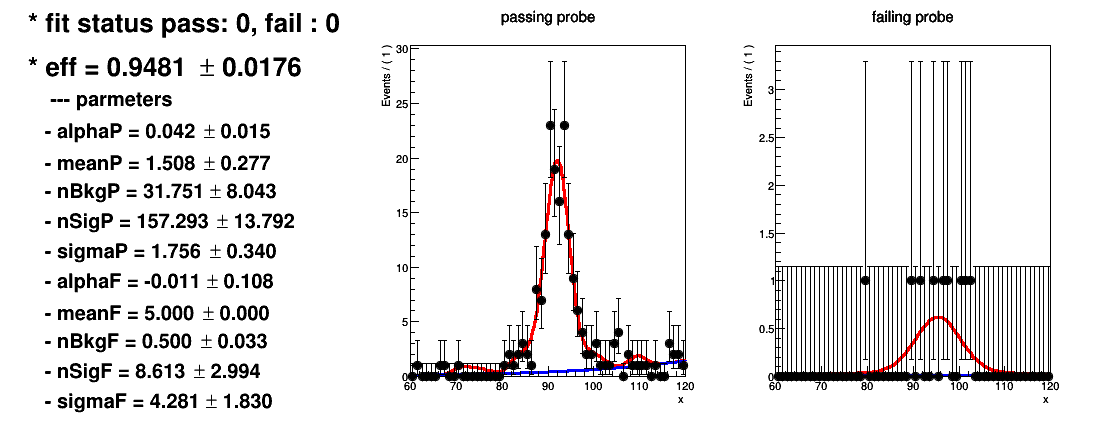 * fit status pass: 0, fail : 0
* eff = 0.9481 ± 0.0176
--- parmeters
- alphaP = 0.042 ± 0.015
- meanP = 1.508 ± 0.277
- nBkgP = 31.751 ± 8.043
- nSigP = 157.293 ± 13.792
- sigmaP = 1.756 ± 0.340
- alphaF = -0.011 ± 0.108
- meanF = 5.000 ± 0.000
- nBkgF = 0.500 ± 0.033
- nSigF = 8.613 ± 2.994
- sigmaF = 4.281 ± 1.830
passing probe
Events / ( 1 )
30
25
20
15
10
5
0
60 70 80 90 100 110 120
x
failing probe
Events / ( 1 )
3
2.5
2
1.5
1
0.5
0
60 70 80 90 100 110 120
x